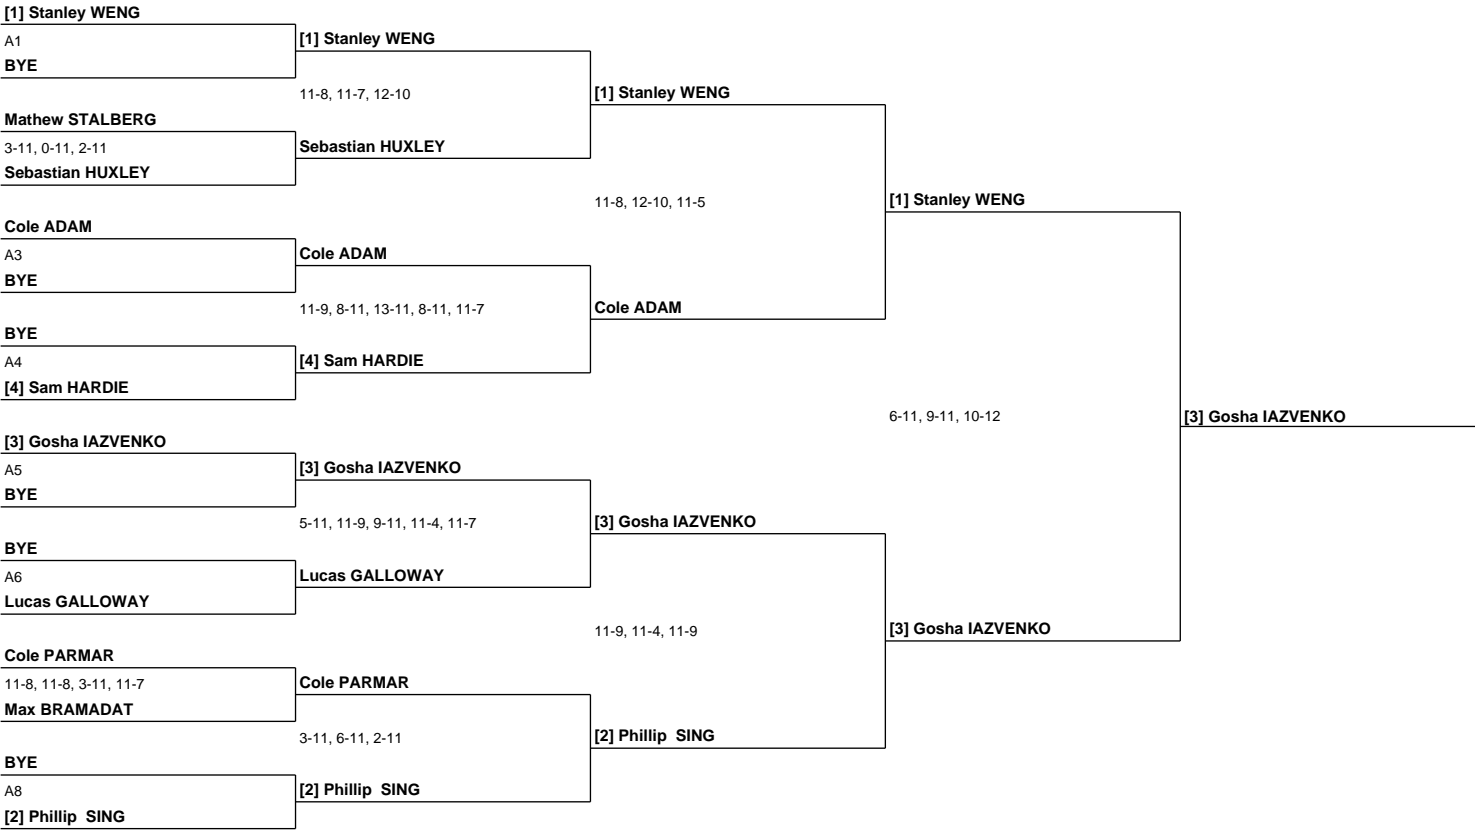 [1] Stanley WENG
A1
BYE
Mathew STALBERG
3-11, 0-11, 2-11
Sebastian HUXLEY
Cole ADAM
A3
BYE
BYE
A4
[4] Sam HARDIE
[3] Gosha IAZVENKO
A5
BYE
BYE
A6
Lucas GALLOWAY
Cole PARMAR
11-8, 11-8, 3-11, 11-7
Max BRAMADAT
BYE
A8
[2] Phillip  SING
[1] Stanley WENG
11-8, 11-7, 12-10
Sebastian HUXLEY
Cole ADAM
11-9, 8-11, 13-11, 8-11, 11-7
[4] Sam HARDIE
[3] Gosha IAZVENKO
5-11, 11-9, 9-11, 11-4, 11-7
Lucas GALLOWAY
Cole PARMAR
3-11, 6-11, 2-11
[2] Phillip  SING
[1] Stanley WENG
11-8, 12-10, 11-5
Cole ADAM
[3] Gosha IAZVENKO
11-9, 11-4, 11-9
[2] Phillip  SING
[1] Stanley WENG
6-11, 9-11, 10-12
[3] Gosha IAZVENKO
[3] Gosha IAZVENKO